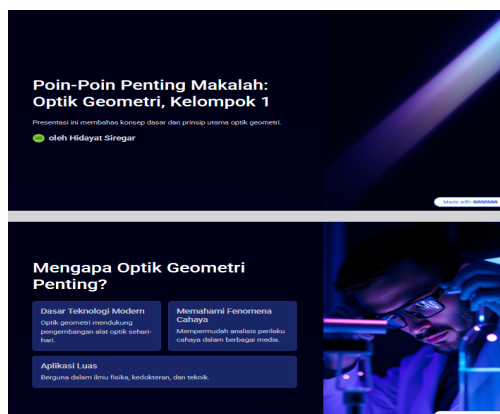 Poin-Poin Penting Makalah:
Optik Geometri, Kelompok 1
Presentasi ini membahas konsep dasar dan prinsip utama optik geometri.
HS oleh Hidayat Siregar
Made with GAMMA
Mengapa Optik Geometri
Penting?
Dasar Teknologi Modern
Optik geometri mendukung
pengembangan alat optik sehari-
hari.
Memahami Fenomena
Cahaya
Mempermudah analisis perilaku
cahaya dalam berbagai medis.
Aplikasi Luas
Berguna dalam ilmu fisika, kedokteran, dan teknik.